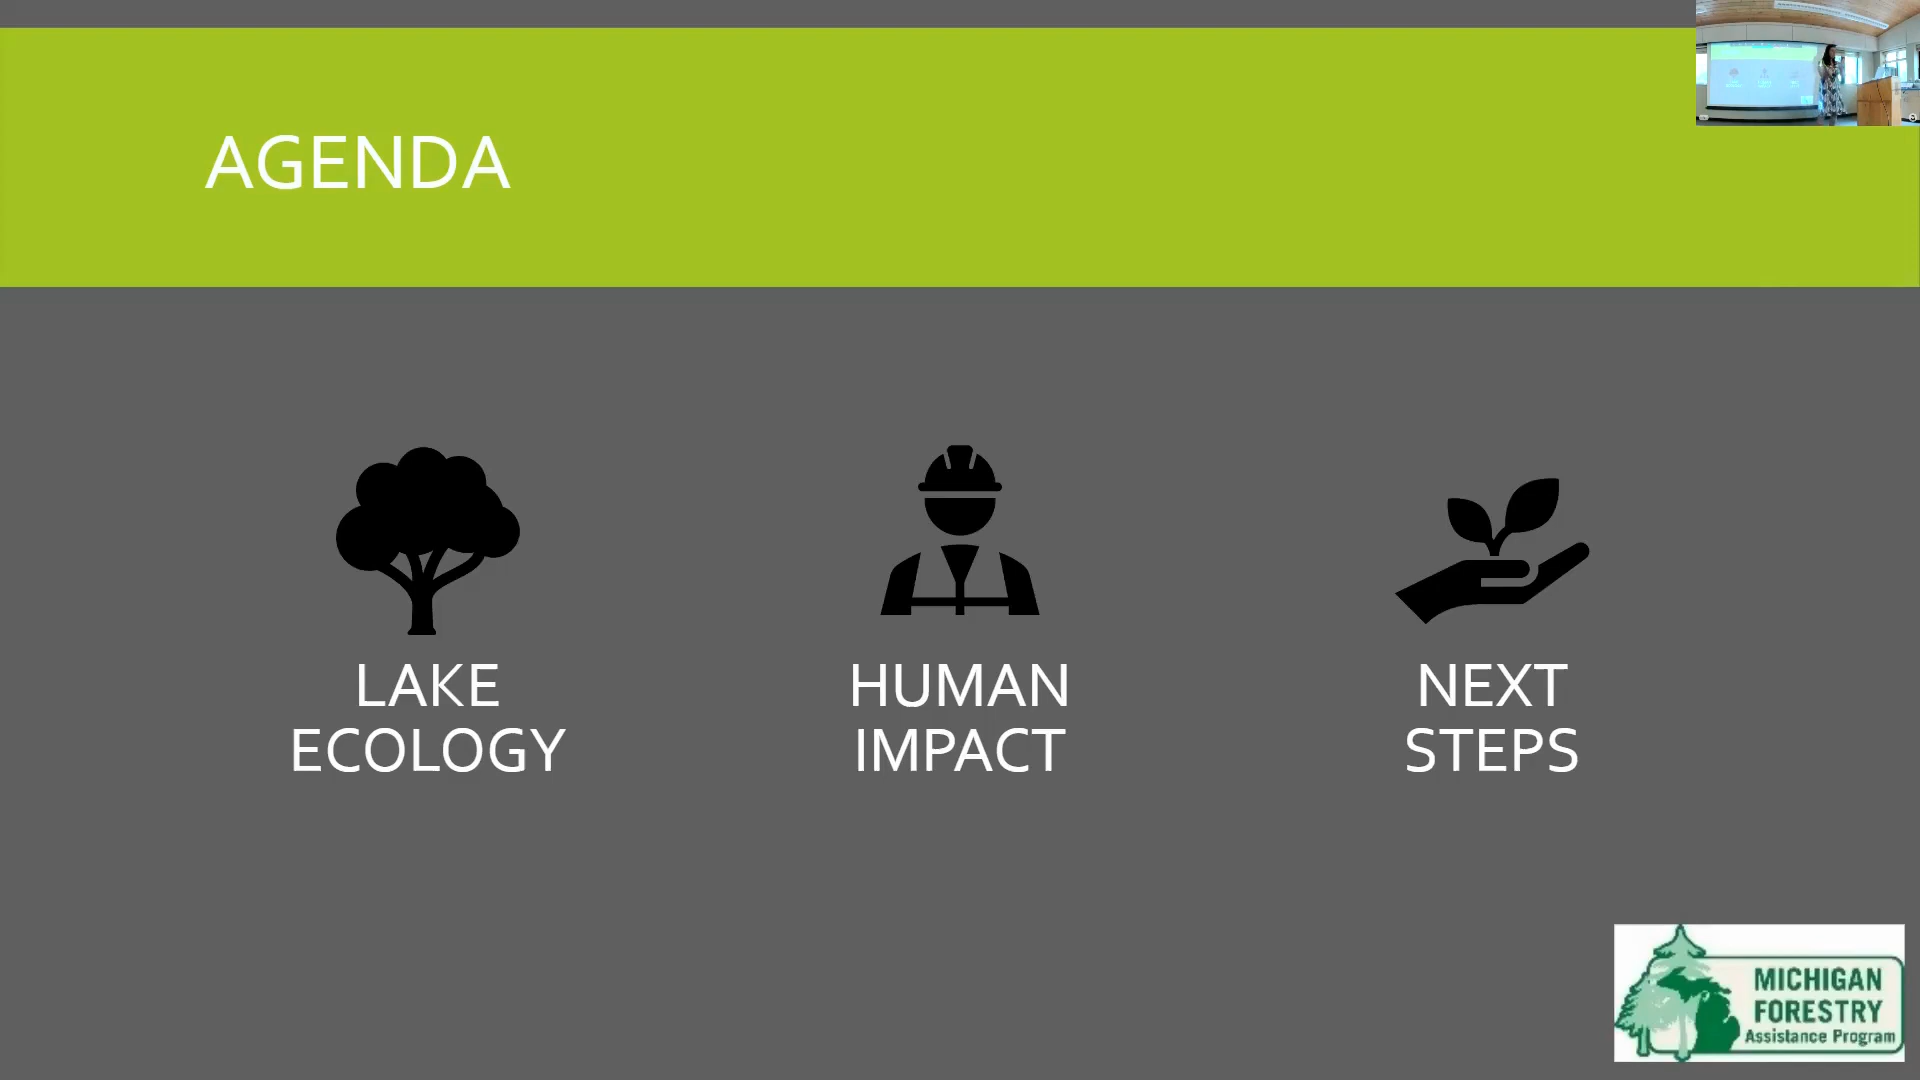 AGENDA
LAKE
ECOLOGY
HUMAN
IMPACT
NEXT
STEPS
MICHIGAN
FORESTRY
Assistance Program